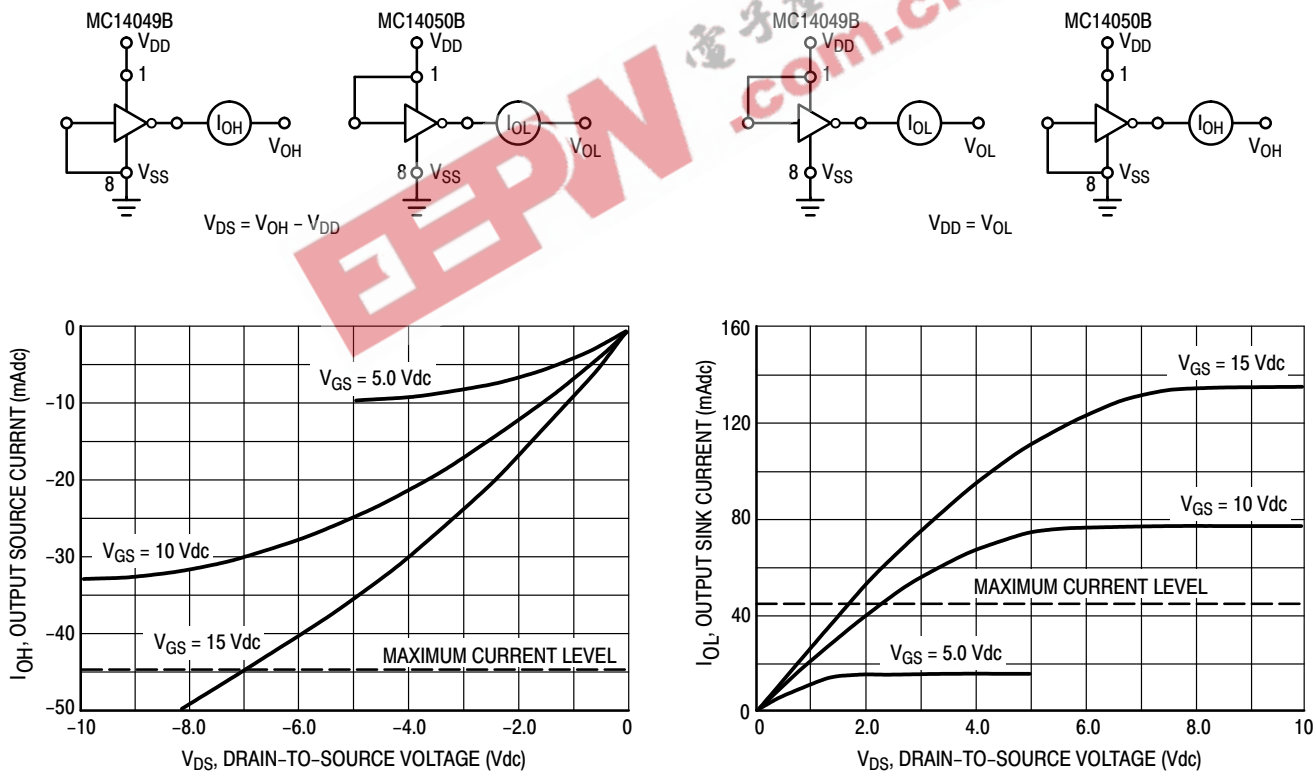 MC14049B
VDD
1
IOH
VOH
8
VSS
MC14050B
VDD
1
IOL
VOL
8
VSS
VDS = VOH – VDD
MC14049B
VDD
1
IOL
VOL
8
VSS
MC14050B
VDD
1
IOH
VOH
8
VSS
VDD = VOL
EEPW
電子產
.com.c
IOH, OUTPUT SOURCE CURRNT (mAdc)
0
–10
–20
–30
–40
–50
VGS = 5.0 Vdc
VGS = 10 Vdc
VGS = 15 Vdc
MAXIMUM CURRENT LEVEL
–10
–8.0
–6.0
–4.0
–2.0
0
VDS, DRAIN–TO–SOURCE VOLTAGE (Vdc)
IOL, OUTPUT SINK CURRENT (mAdc)
160
120
80
40
0
VGS = 15 Vdc
VGS = 10 Vdc
MAXIMUM CURRENT LEVEL
VGS = 5.0 Vdc
0
2.0
4.0
6.0
8.0
10
VDS, DRAIN–TO–SOURCE VOLTAGE (Vdc)